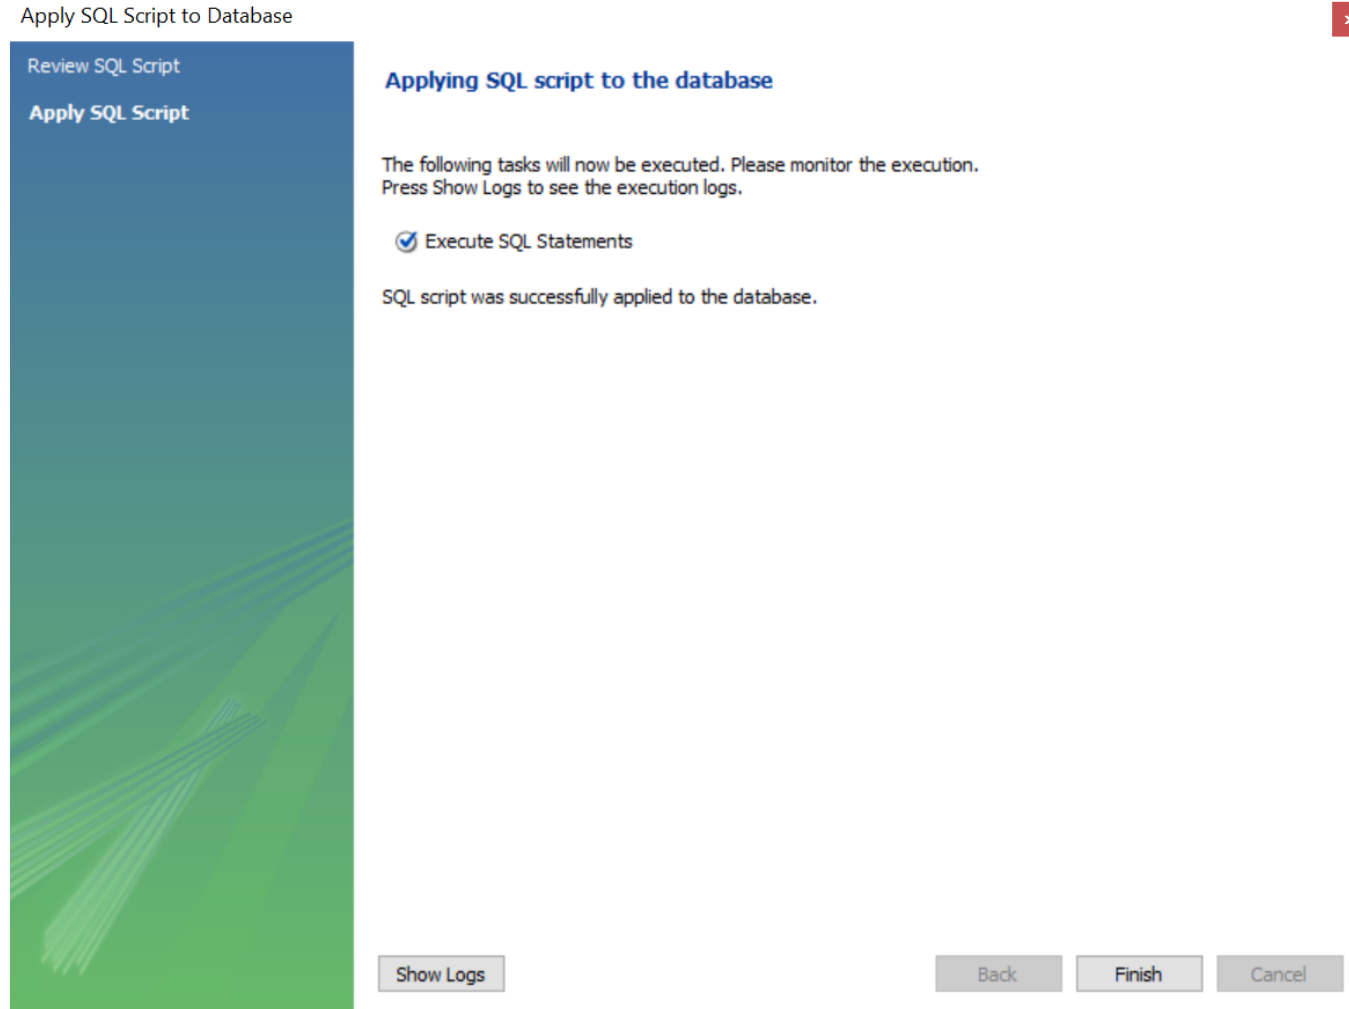 Apply SQL Script to Database
Review SQL Script
Apply SQL Script
Applying SQL script to the database
The following tasks will now be executed. Please monitor the execution.
Press Show Logs to see the execution logs.
Execute SQL Statements
SQL script was successfully applied to the database.
Show Logs
Back
Finish
Cancel